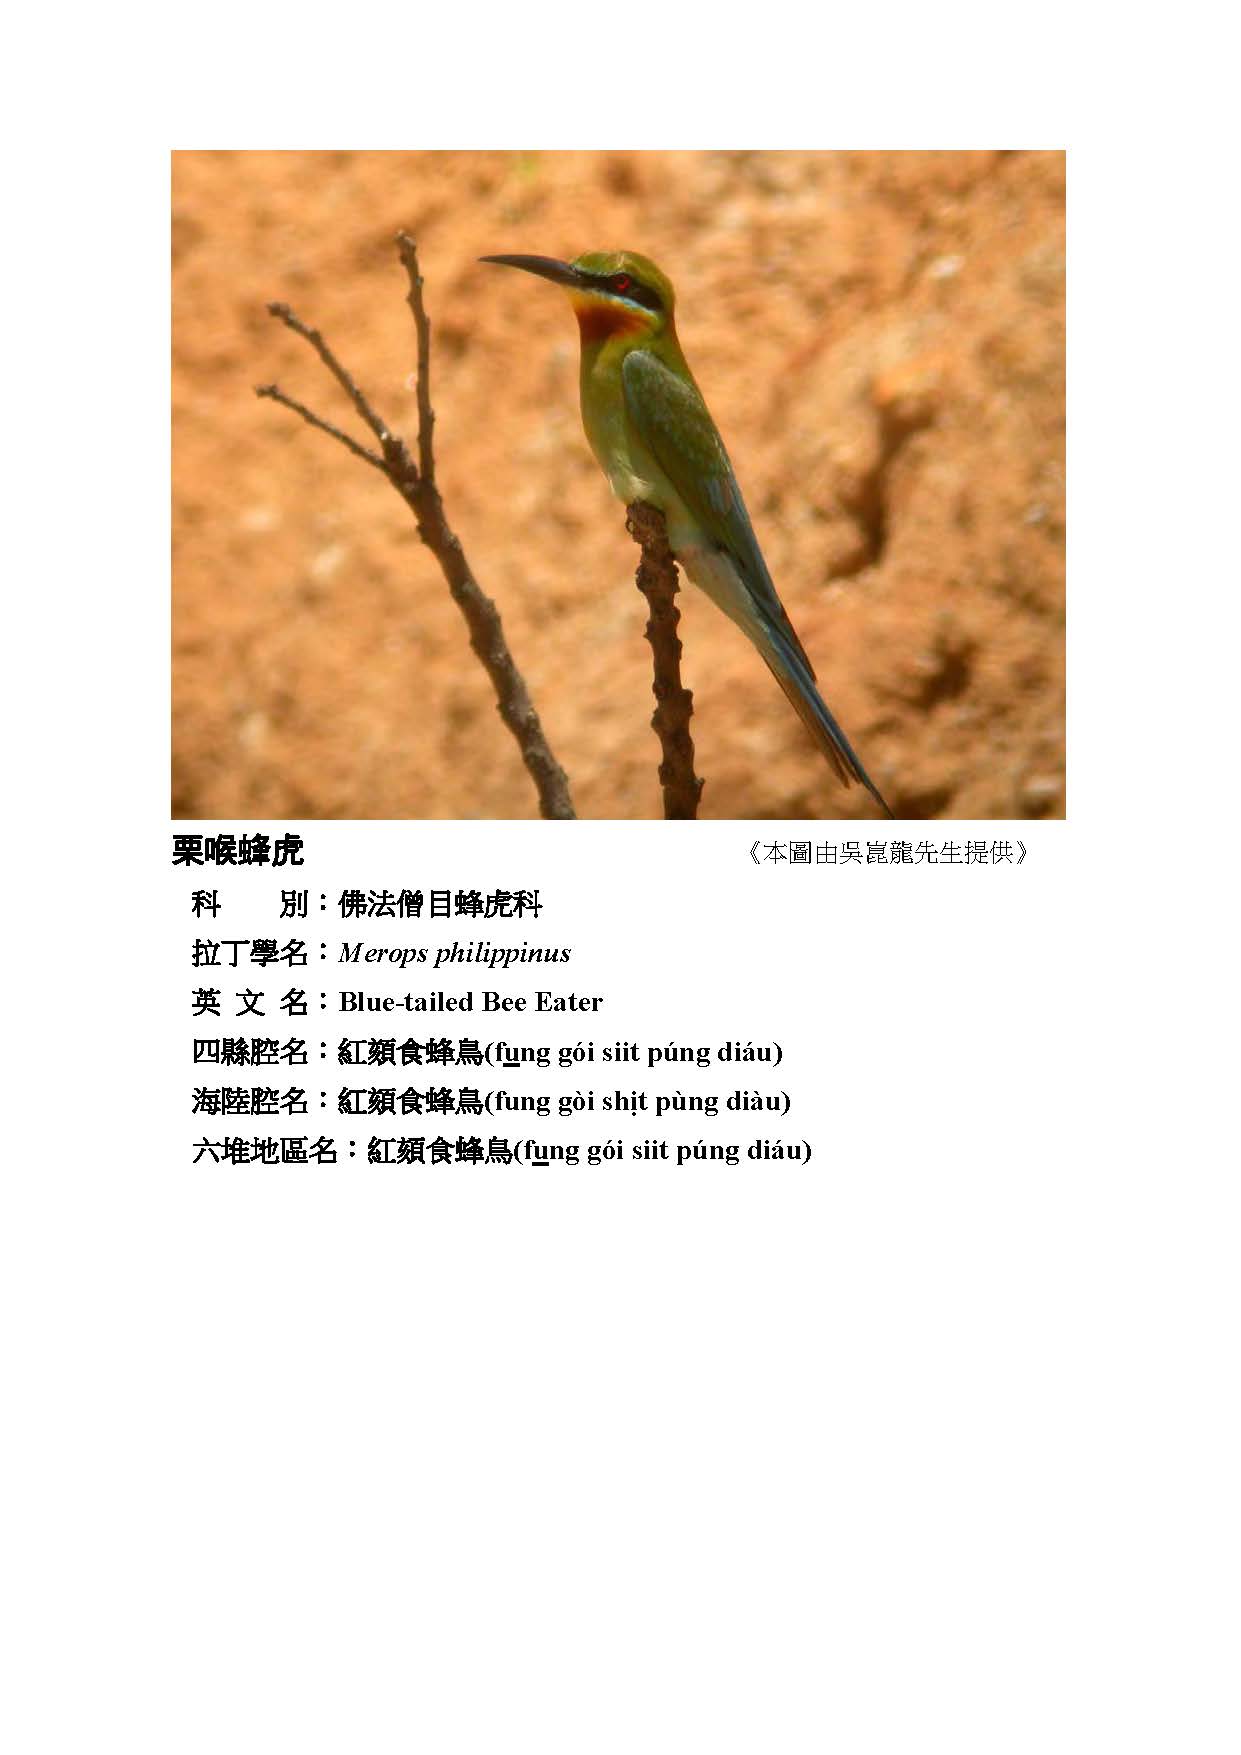 栗喉蜂虎 《本圖由吳崑龍先生提供》
科　　別：佛法僧目蜂虎科
拉丁學名：Merops philippinus
英 文 名：Blue-tailed Bee Eater
四縣腔名：紅頦食蜂鳥(fung gói siit púng diáu)
海陸腔名：紅頦食蜂鳥(fung gòi shịt pùng diàu)
六堆地區名：紅頦食蜂鳥(fung gói siit púng diáu)